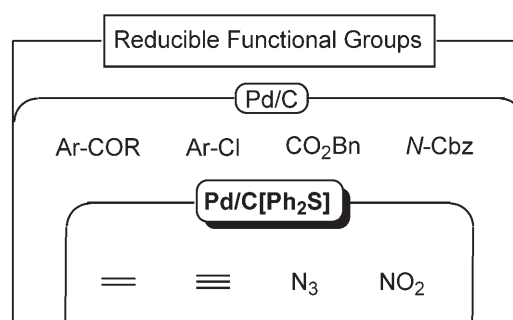 Reducible Functional Groups
Pd/C
Ar-COR Ar-Cl CO₂Bn N-Cbz
Pd/C[Ph₂S]
N₃ NO₂